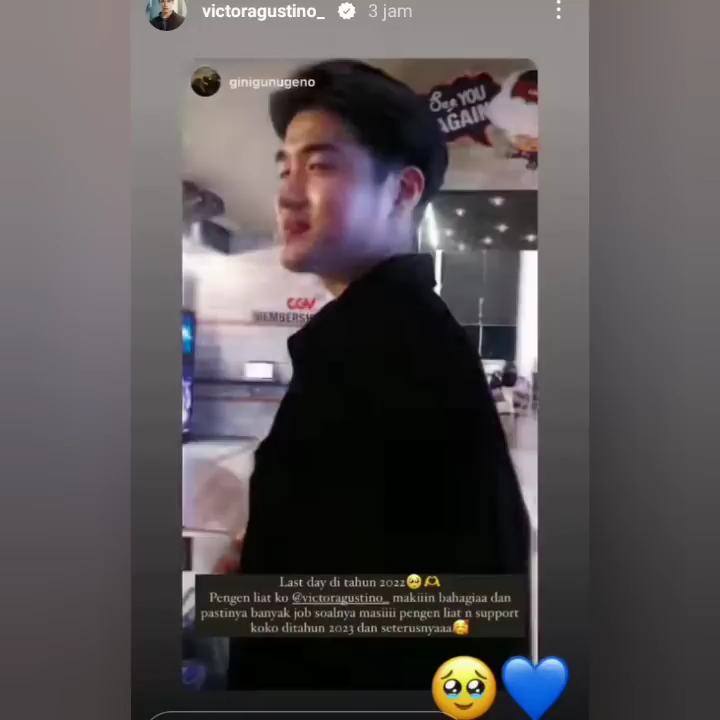 victoragustino_ 3 jam
ginigunugeno
See YOU
AGAIN
CGV
MEMBERSH
Last day di tahun 2022🥺🫶
Pengen liat ko @victoragustino_ makiiin bahagiaa dan
pastinya banyak job soalnya masiiii pengen liat n support
koko ditahun 2023 dan seterusnyaaa🥰
🥹💙